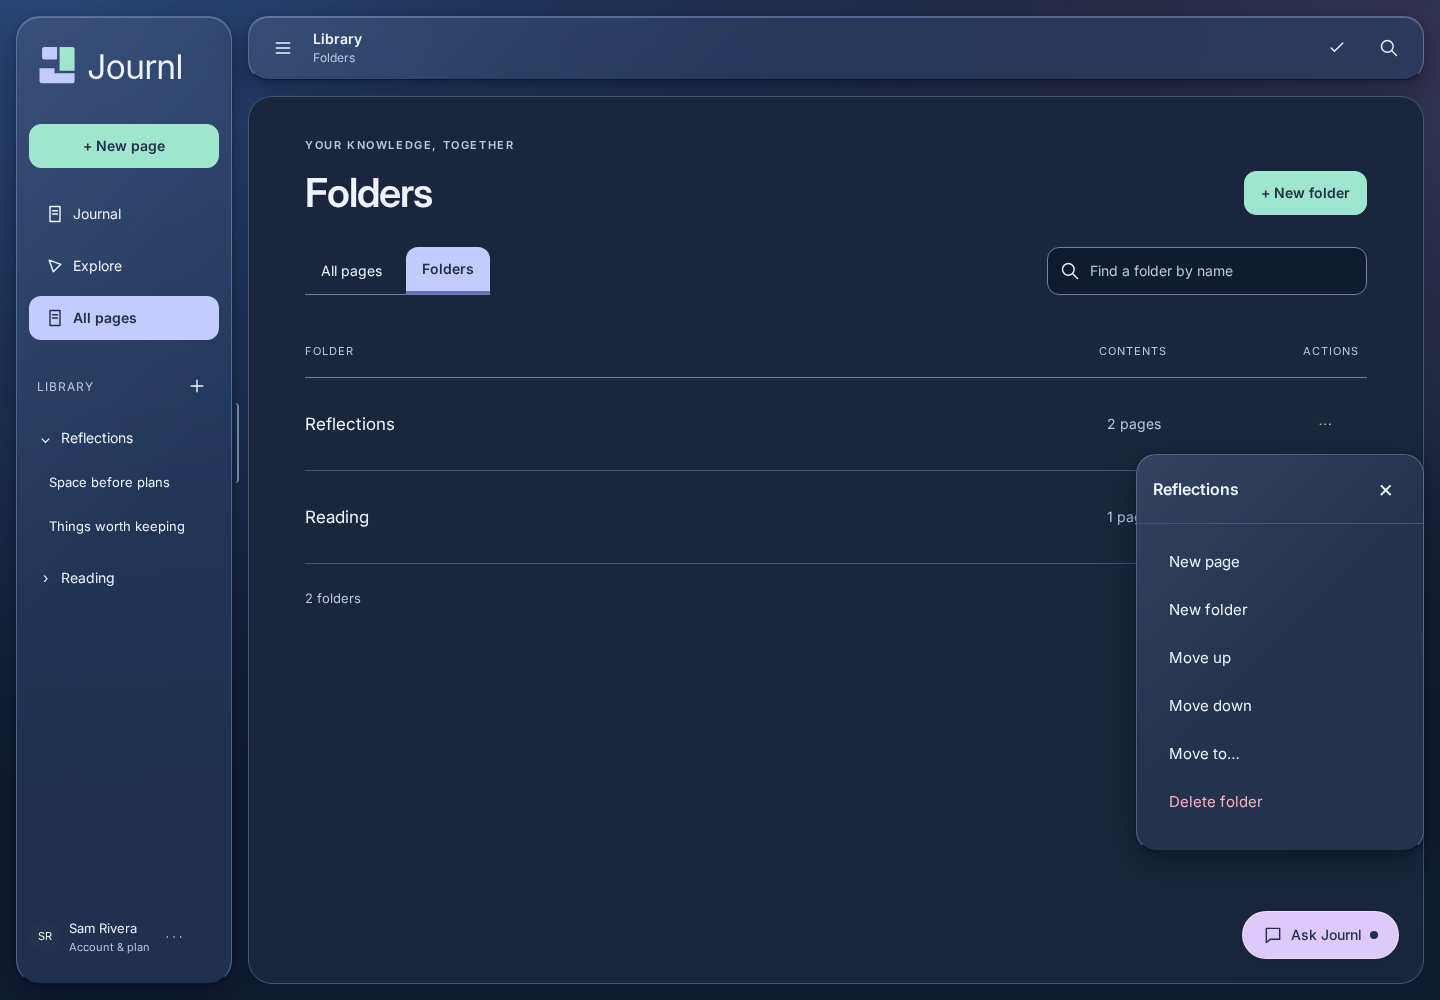 Journl
+ New page
Journal
Explore
All pages
LIBRARY
Reflections
Space before plans
Things worth keeping
Reading
SR
Sam Rivera
Account & plan
...
Library
Folders
YOUR KNOWLEDGE, TOGETHER
Folders
+ New folder
All pages
Folders
Find a folder by name
FOLDER
CONTENTS
ACTIONS
Reflections
2 pages
...
Reading
1
2 folders
Reflections
New page
New folder
Move up
Move down
Move to...
Delete folder
Ask Journl